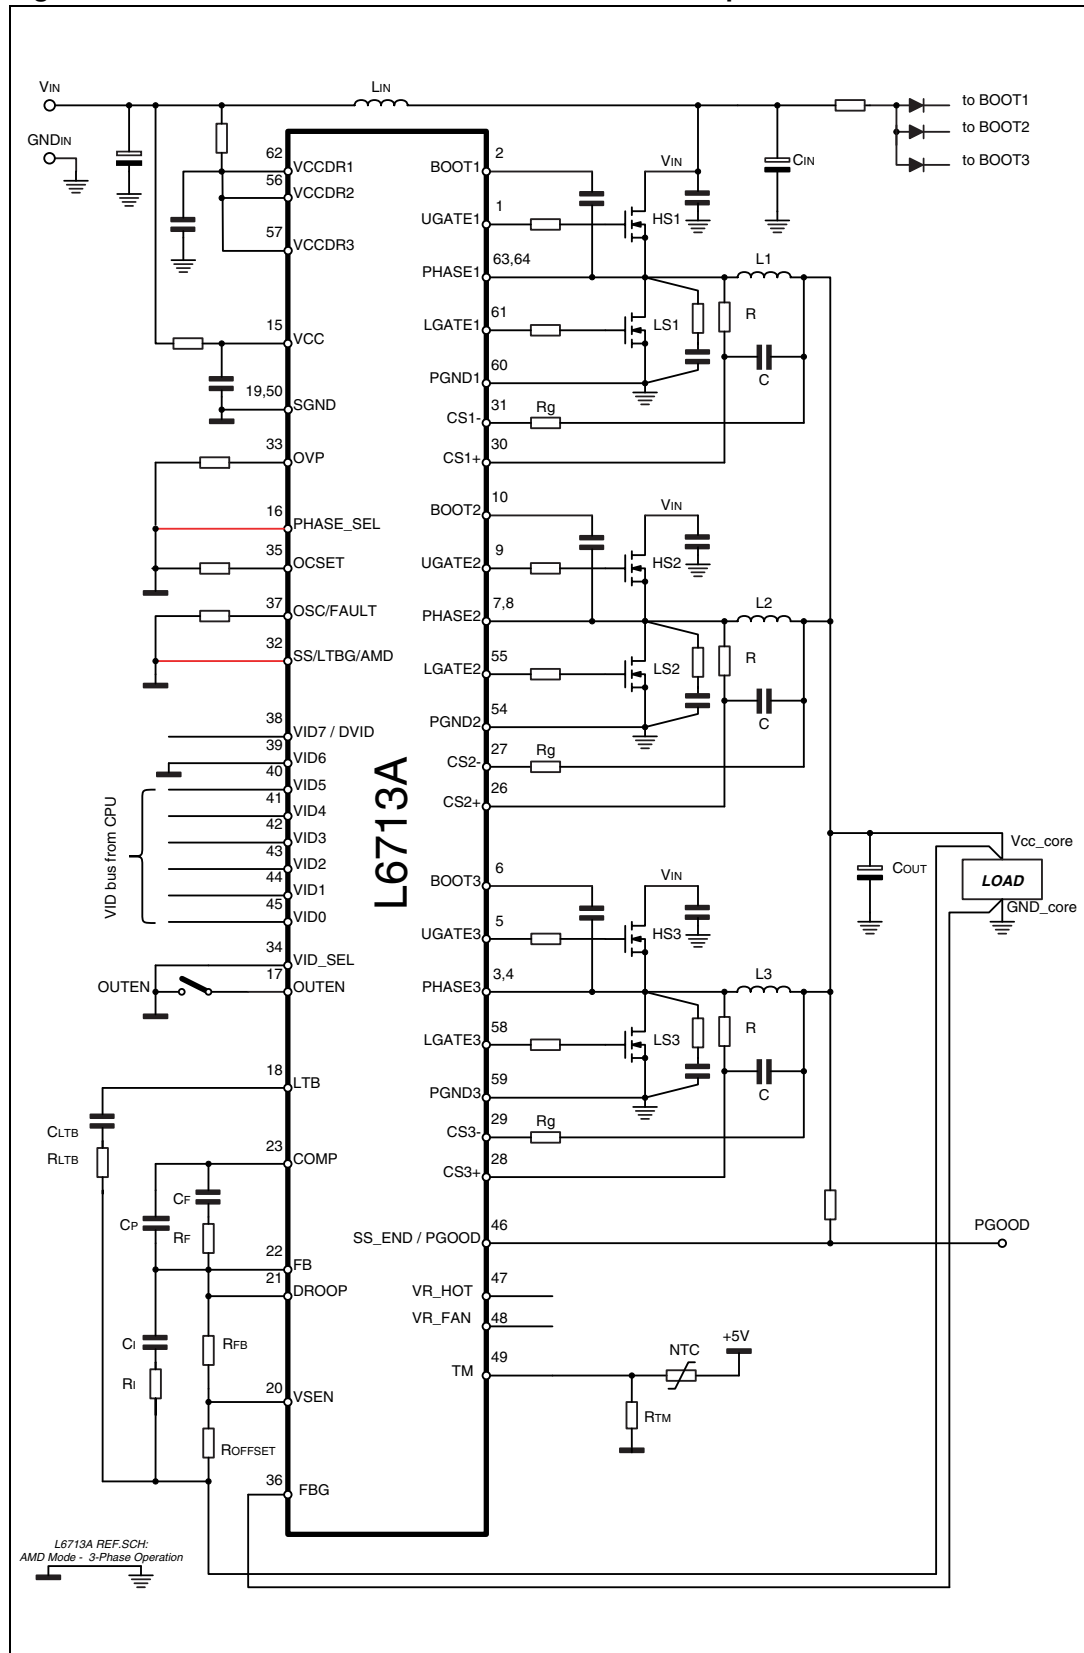 VIN
LIN
to BOOT1
GNDIN
to BOOT2
to BOOT3
CIN
62
VCCDR1
56
VCCDR2
57
VCCDR3
15
VCC
19,50
SGND
33
OVP
16
PHASE_SEL
35
OCSET
37
OSC/FAULT
32
SS/LTBG/AMD
38
VID7 / DVID
39
VID6
40
VID5
41
VID4
42
VID3
43
VID2
44
VID1
45
VID0
VID bus from CPU
34
VID_SEL
17
OUTEN
OUTEN
18
LTB
CLTB
RLTB
23
COMP
CF
CP
RF
22
FB
21
DROOP
CI
RFB
RI
20
VSEN
ROFFSET
36
FBG
L6713A
2
BOOT1
VIN
1
UGATE1
HS1
63,64
PHASE1
L1
61
LGATE1
LS1
R
60
PGND1
C
31
CS1-
Rg
30
CS1+
10
BOOT2
VIN
9
UGATE2
HS2
7,8
PHASE2
L2
55
LGATE2
LS2
R
54
PGND2
C
27
CS2-
Rg
26
CS2+
6
BOOT3
VIN
5
UGATE3
HS3
3,4
PHASE3
L3
58
LGATE3
LS3
R
59
PGND3
C
29
CS3-
Rg
28
CS3+
Vcc_core
COUT
LOAD
GND_core
46
SS_END / PGOOD
PGOOD
47
VR_HOT
48
VR_FAN
49
TM
NTC
+5V
RTM
L6713A REF.SCH:
AMD Mode - 3-Phase Operation